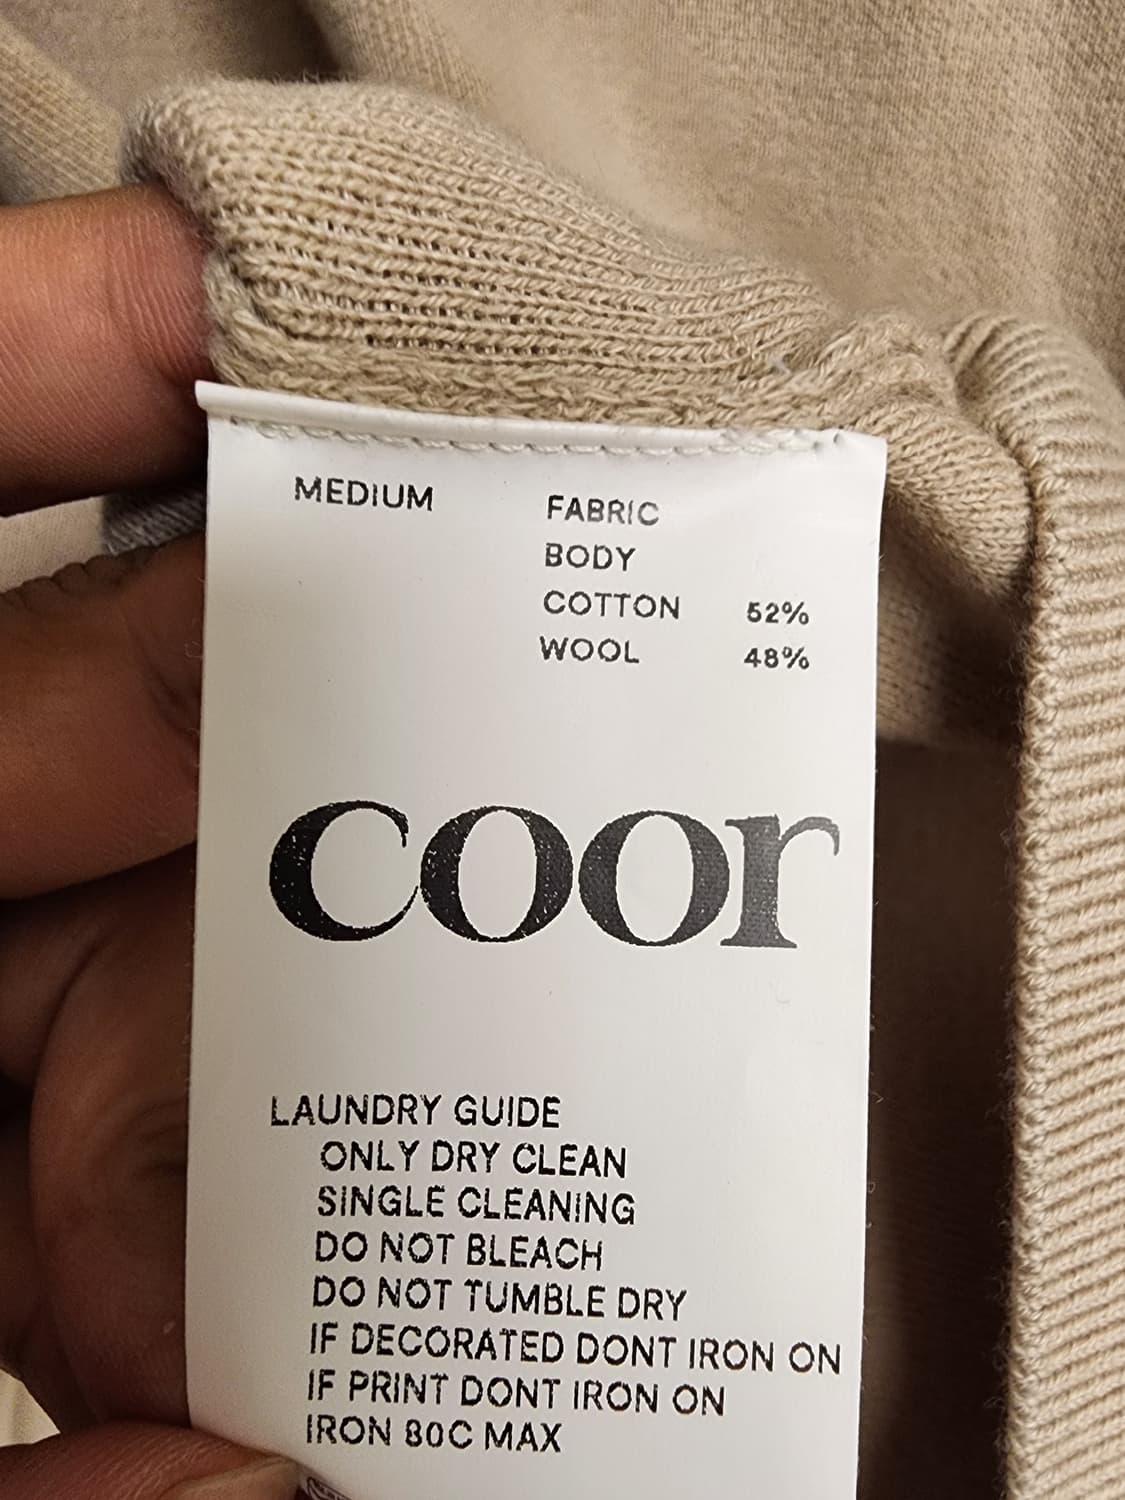 MEDIUM
FABRIC
BODY
COTTON 52%
WOOL 48%
coor
LAUNDRY GUIDE
ONLY DRY CLEAN
SINGLE CLEANING
DO NOT BLEACH
DO NOT TUMBLE DRY
IF DECORATED DONT IRON ON
IF PRINT DONT IRON ON
IRON 80C MAX